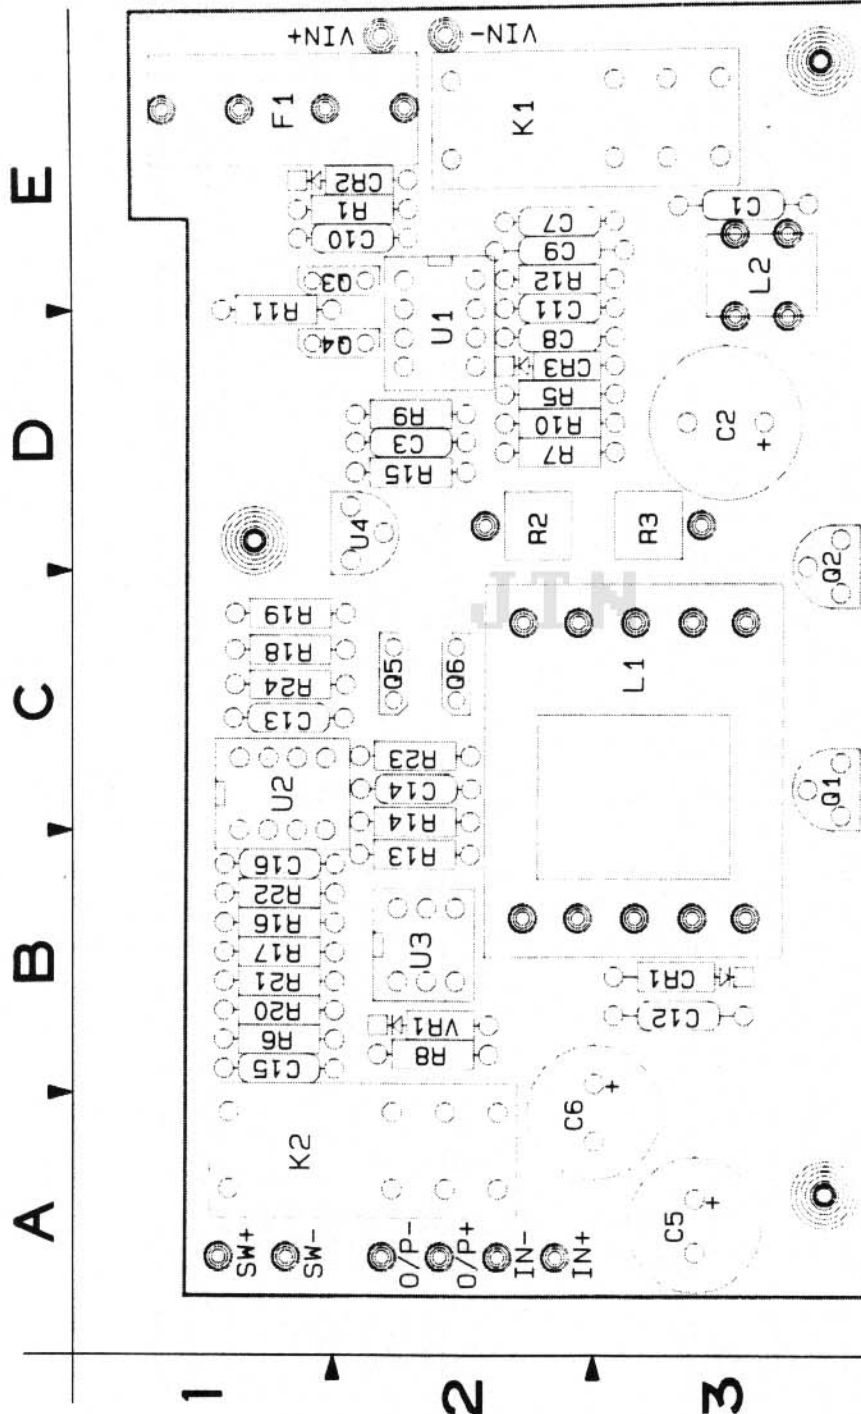 VIN+
VIN-
F1
K1
E
CR2
R1
C10
C1
C7
C9
Q3
R12
L2
R11
C11
U1
Q4
C8
CR3
R5
D
R9
R10
C2
+
C3
R7
R15
U4
R2
R3
Q2
JTN
R19
R18
R24
Q5
Q6
L1
C
C13
R23
U2
C14
Q1
R14
R13
C16
R22
R16
U3
R17
B
R21
CR1
R20
VR1
C12
R6
R8
C15
+
C6
K2
A
+
C5
SW+
SW-
O/P-
O/P+
IN-
IN+
1
2
3